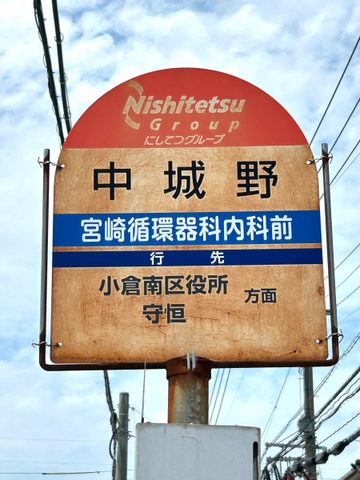 Nishitetsu
Group
にしてつグループ
中城野
宮崎循環器科内科前
行先
小倉南区役所
守恒
方面